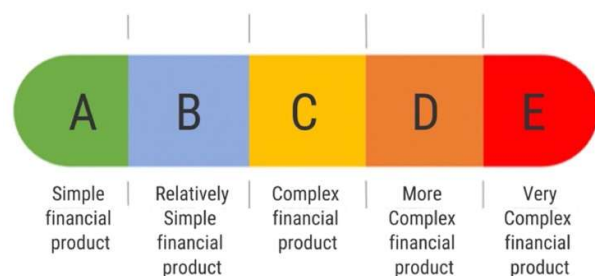 A
B
C
D
E
Simple
financial
product
Relatively
Simple
financial
product
Complex
financial
product
More
Complex
financial
product
Very
Complex
financial
product